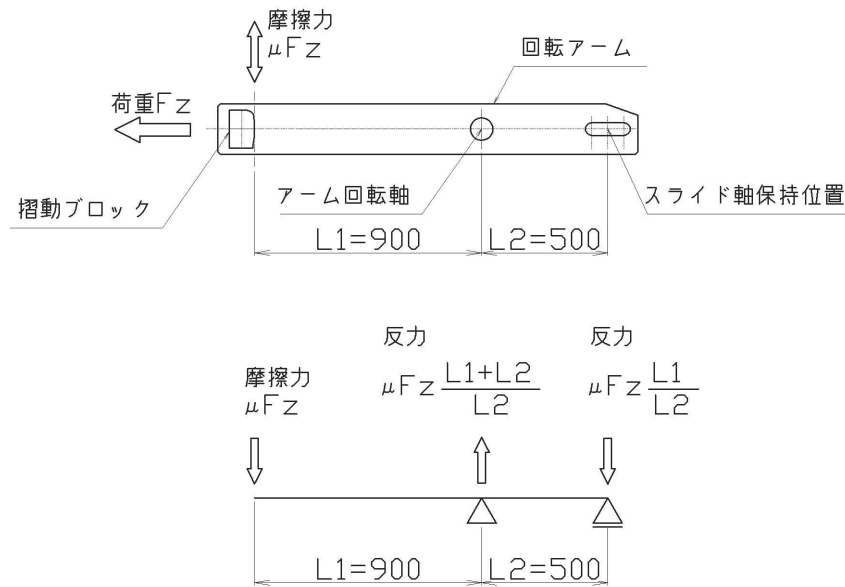 摩擦力
μFz
回転アーム
荷重Fz
アーム回転軸
スライド軸保持位置
摺動ブロック
L1=900
L2=500
反力
反力
摩擦力
μFz
μFz L1+L2
L2
μFz L1
L2
L1=900
L2=500